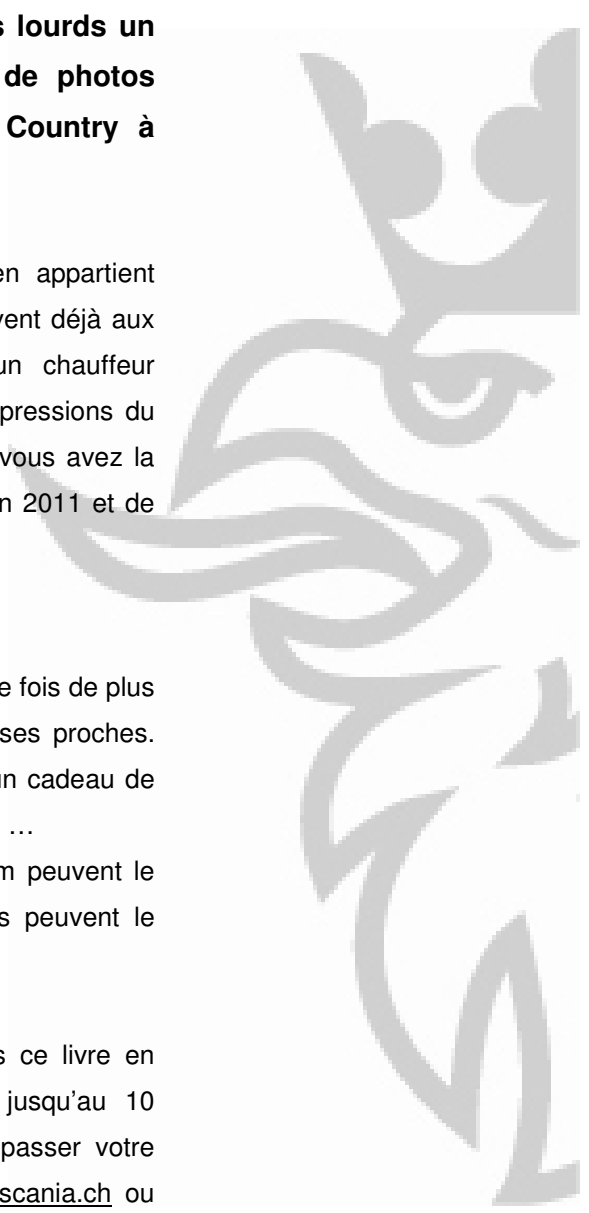 s lourds un
de photos
Country à
en appartient
vent déjà aux
un chauffeur
pressions du
vous avez la
n 2011 et de
e fois de plus
ses proches.
un cadeau de
…
m peuvent le
s peuvent le
s ce livre en
jusqu'au 10
passer votre
scania.ch ou